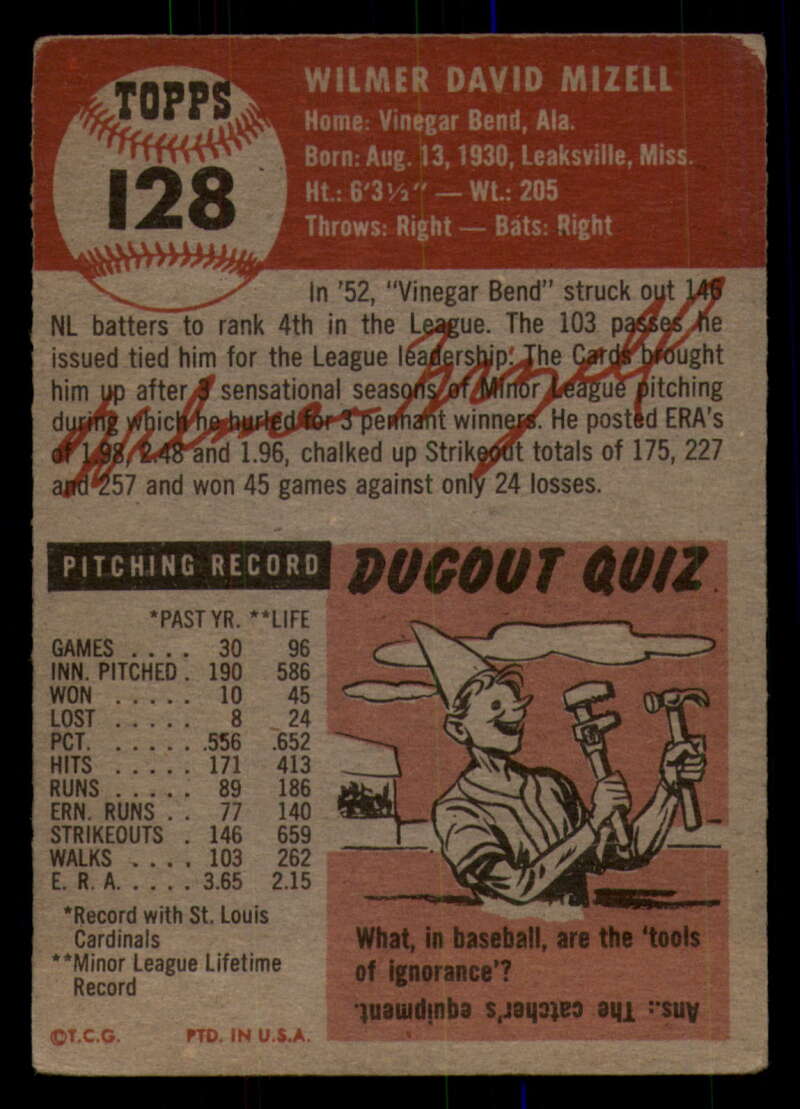 TOPPS
128
WILMER DAVID MIZELL
Home: Vinegar Bend, Ala.
Born: Aug. 13, 1930, Leaksville, Miss.
Ht.: 6'3½" — Wt.: 205
Throws: Right — Bats: Right
In '52, "Vinegar Bend" struck out 146
NL batters to rank 4th in the League. The 103 passes he
issued tied him for the League leadership. The Cards brought
him up after 3 sensational seasons of Minor League pitching
during which he hurled for 3 pennant winners. He posted ERA's
of 1.98, 2.48 and 1.96, chalked up Strikeout totals of 175, 227
and 257 and won 45 games against only 24 losses.
PITCHING RECORD
*PAST YR. **LIFE
GAMES . . . . 30 96
INN. PITCHED . 190 586
WON . . . . . 10 45
LOST . . . . . 8 24
PCT. . . . . . .556 .652
HITS . . . . . 171 413
RUNS . . . . . 89 186
ERN. RUNS . . 77 140
STRIKEOUTS . 146 659
WALKS . . . . 103 262
E. R. A. . . . . 3.65 2.15
*Record with St. Louis
Cardinals
**Minor League Lifetime
Record
©T.C.G. PTD. IN U.S.A.
DUGOUT QUIZ
What, in baseball, are the 'tools
of ignorance'?
Ans.: The catcher's equipment.